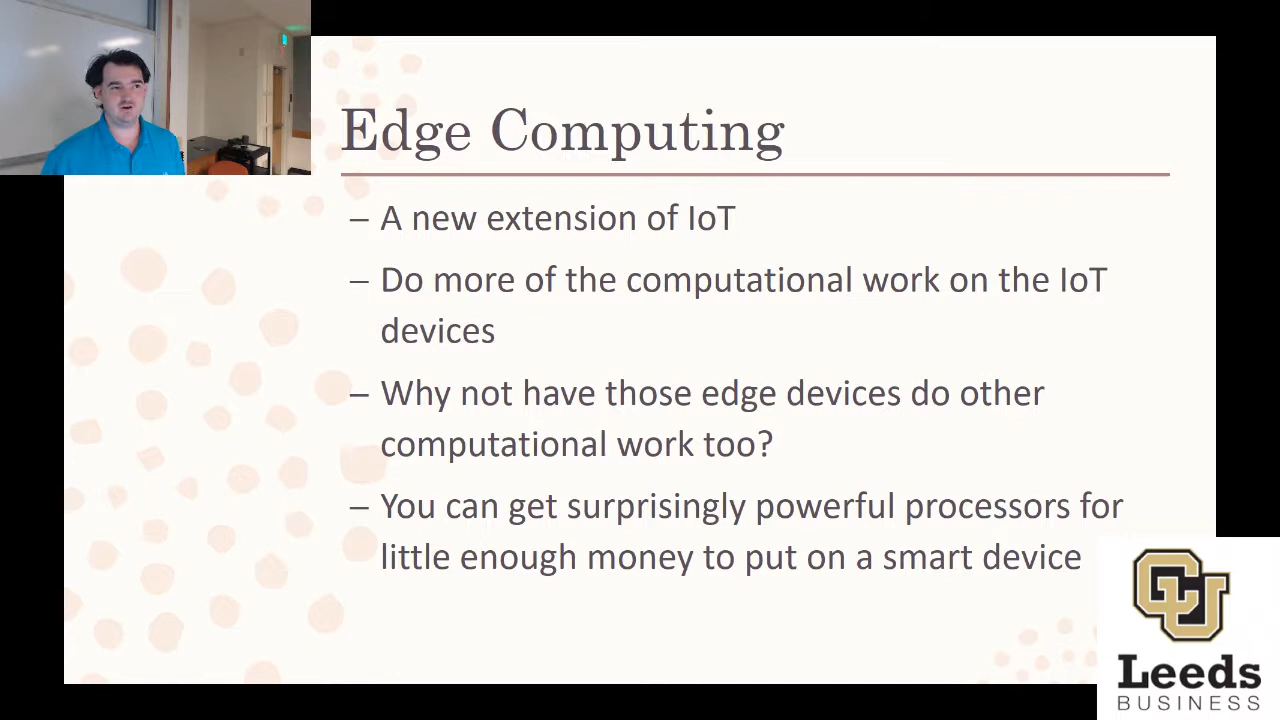 Edge Computing
– A new extension of IoT
– Do more of the computational work on the IoT
devices
– Why not have those edge devices do other
computational work too?
– You can get surprisingly powerful processors for
little enough money to put on a smart device
CU
Leeds
BUSINESS